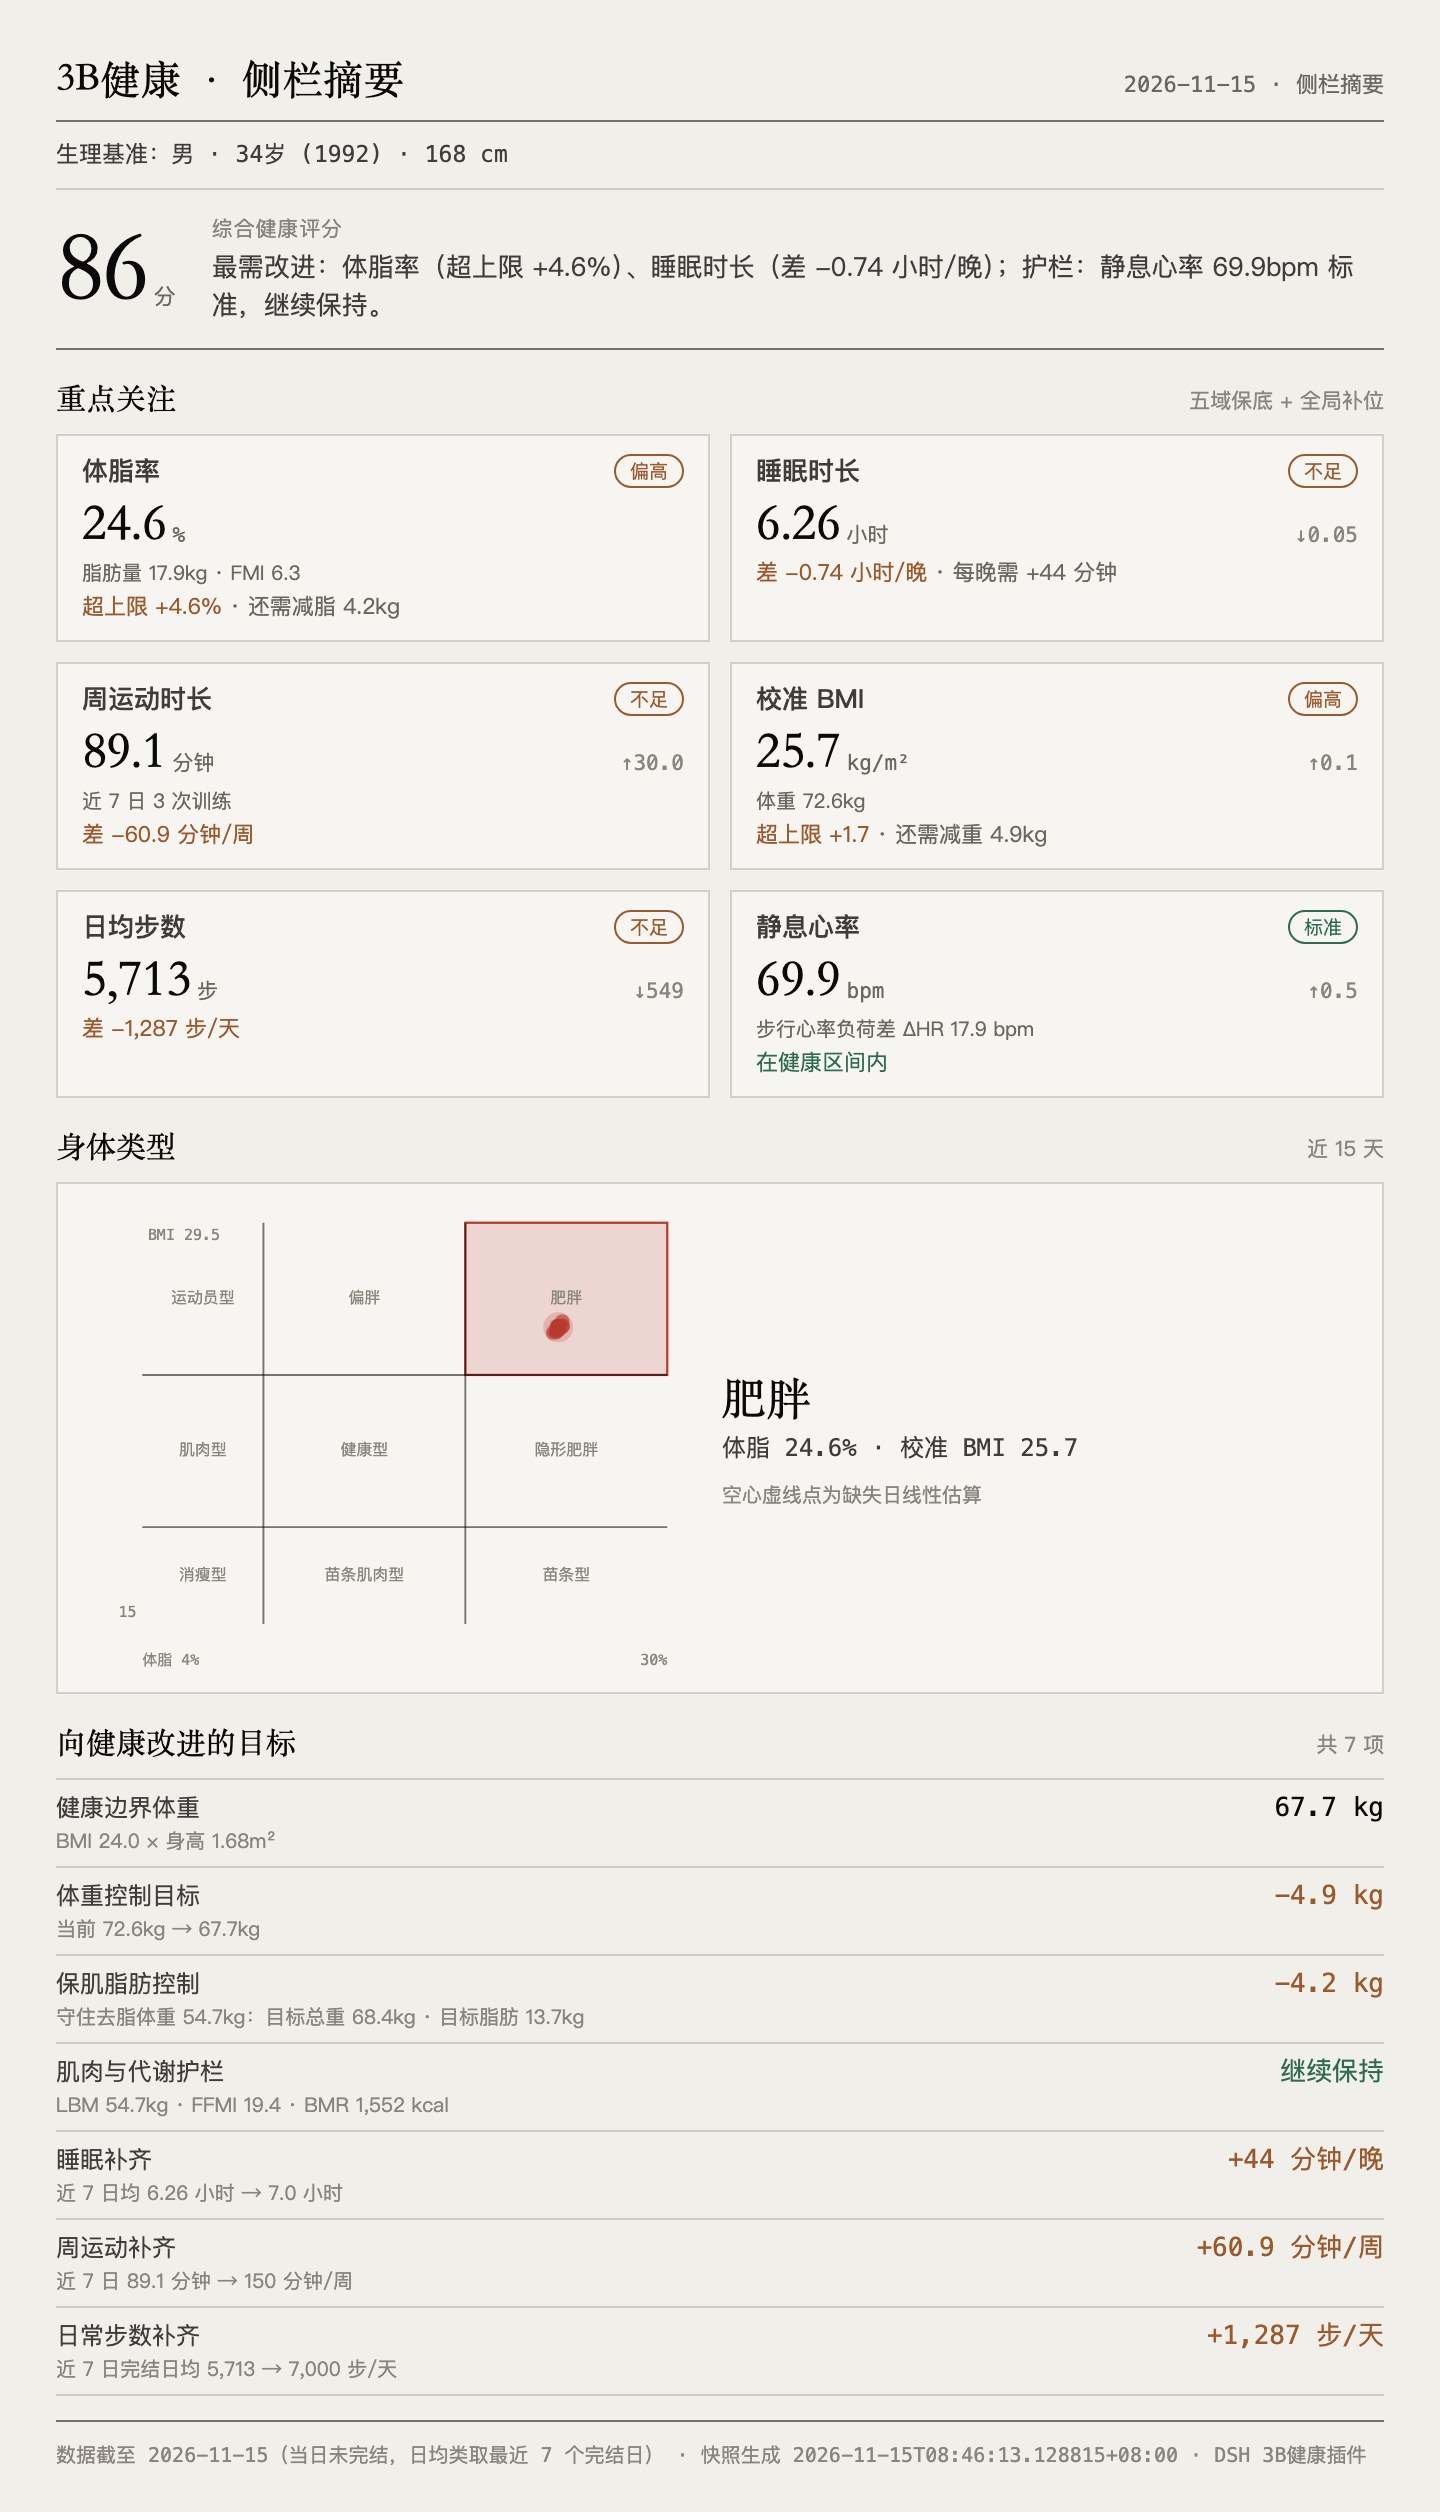 3B健康 · 侧栏摘要
2026-11-15 · 侧栏摘要
生理基准：男 · 34岁 (1992) · 168 cm
86 分
综合健康评分
最需改进：体脂率（超上限 +4.6%）、睡眠时长（差 −0.74 小时/晚）；护栏：静息心率 69.9bpm 标
准，继续保持。
重点关注
五域保底 + 全局补位
体脂率
偏高
24.6 %
脂肪量 17.9kg · FMI 6.3
超上限 +4.6% · 还需减脂 4.2kg
睡眠时长
不足
6.26 小时
↓0.05
差 −0.74 小时/晚 · 每晚需 +44 分钟
周运动时长
不足
89.1 分钟
↑30.0
近 7 日 3 次训练
差 −60.9 分钟/周
校准 BMI
偏高
25.7 kg/m²
↑0.1
体重 72.6kg
超上限 +1.7 · 还需减重 4.9kg
日均步数
不足
5,713 步
↓549
差 −1,287 步/天
静息心率
标准
69.9 bpm
↑0.5
步行心率负荷差 ΔHR 17.9 bpm
在健康区间内
身体类型
近 15 天
BMI 29.5
运动员型
偏胖
肥胖
肌肉型
健康型
隐形肥胖
消瘦型
苗条肌肉型
苗条型
15
体脂 4%
30%
肥胖
体脂 24.6% · 校准 BMI 25.7
空心虚线点为缺失日线性估算
向健康改进的目标
共 7 项
健康边界体重
67.7 kg
BMI 24.0 × 身高 1.68m²
体重控制目标
−4.9 kg
当前 72.6kg → 67.7kg
保肌脂肪控制
−4.2 kg
守住去脂体重 54.7kg：目标总重 68.4kg · 目标脂肪 13.7kg
肌肉与代谢护栏
继续保持
LBM 54.7kg · FFMI 19.4 · BMR 1,552 kcal
睡眠补齐
+44 分钟/晚
近 7 日均 6.26 小时 → 7.0 小时
周运动补齐
+60.9 分钟/周
近 7 日 89.1 分钟 → 150 分钟/周
日常步数补齐
+1,287 步/天
近 7 日完结日均 5,713 → 7,000 步/天
数据截至 2026-11-15（当日未完结，日均类取最近 7 个完结日） · 快照生成 2026-11-15T08:46:13.128815+08:00 · DSH 3B健康插件